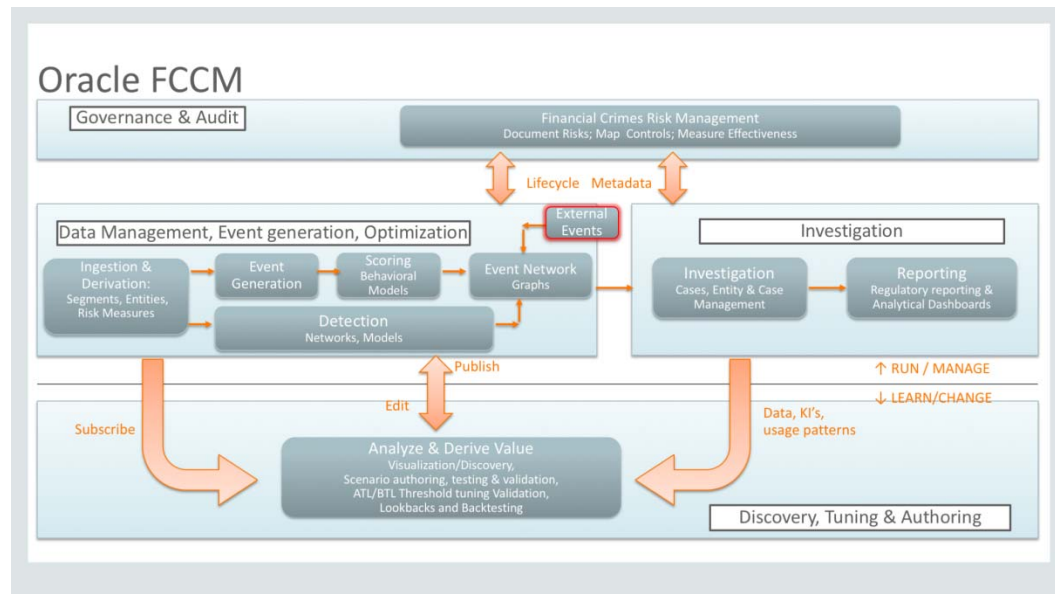 Oracle FCCM
Governance & Audit
Financial Crimes Risk Management
Document Risks; Map Controls; Measure Effectiveness
Lifecycle
Metadata
External
Events
Data Management, Event generation, Optimization
Ingestion &
Derivation:
Segments, Entities,
Risk Measures
Event
Generation
Scoring
Behavioral
Models
Event Network
Graphs
Detection
Networks, Models
Investigation
Investigation
Cases, Entity & Case
Management
Reporting
Regulatory reporting &
Analytical Dashboards
Publish
↑ RUN / MANAGE
↓ LEARN/CHANGE
Edit
Subscribe
Data, KI's,
usage patterns
Analyze & Derive Value
Visualization/Discovery,
Scenario authoring, testing & validation,
ATL/BTL Threshold tuning Validation,
Lookbacks and Backtesting
Discovery, Tuning & Authoring